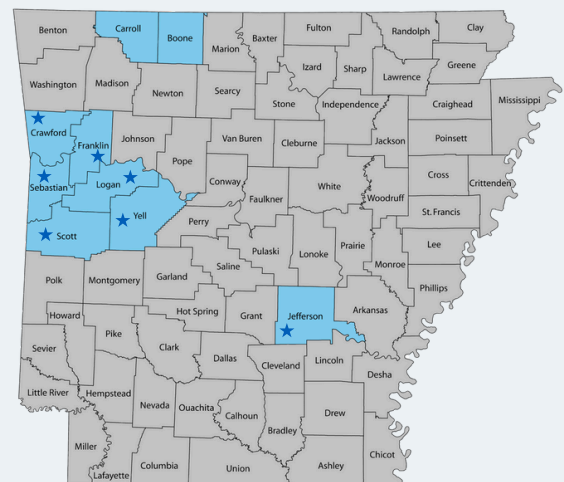 Benton
Carroll
Boone
Marion
Baxter
Fulton
Randolph
Clay
Washington
Madison
Newton
Searcy
Izard
Sharp
Lawrence
Greene
Stone
Independence
Craighead
Mississippi
Crawford
Franklin
Johnson
Van Buren
Cleburne
Jackson
Poinsett
Sebastian
Logan
Pope
Conway
Faulkner
White
Woodruff
Cross
Crittenden
Scott
Yell
Perry
Pulaski
Lonoke
Prairie
Monroe
St. Francis
Lee
Phillips
Polk
Montgomery
Garland
Saline
Hot Spring
Grant
Jefferson
Arkansas
Howard
Pike
Clark
Dallas
Cleveland
Lincoln
Desha
Sevier
Little River
Hempstead
Nevada
Ouachita
Calhoun
Bradley
Drew
Miller
Lafayette
Columbia
Union
Ashley
Chicot